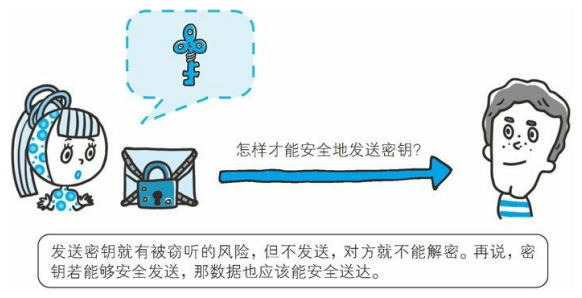 怎样才能安全地发送密钥?
发送密钥就有被窃听的风险，但不发送，对方就不能解密。再说，密
钥若能够安全发送，那数据也应该能安全送达。